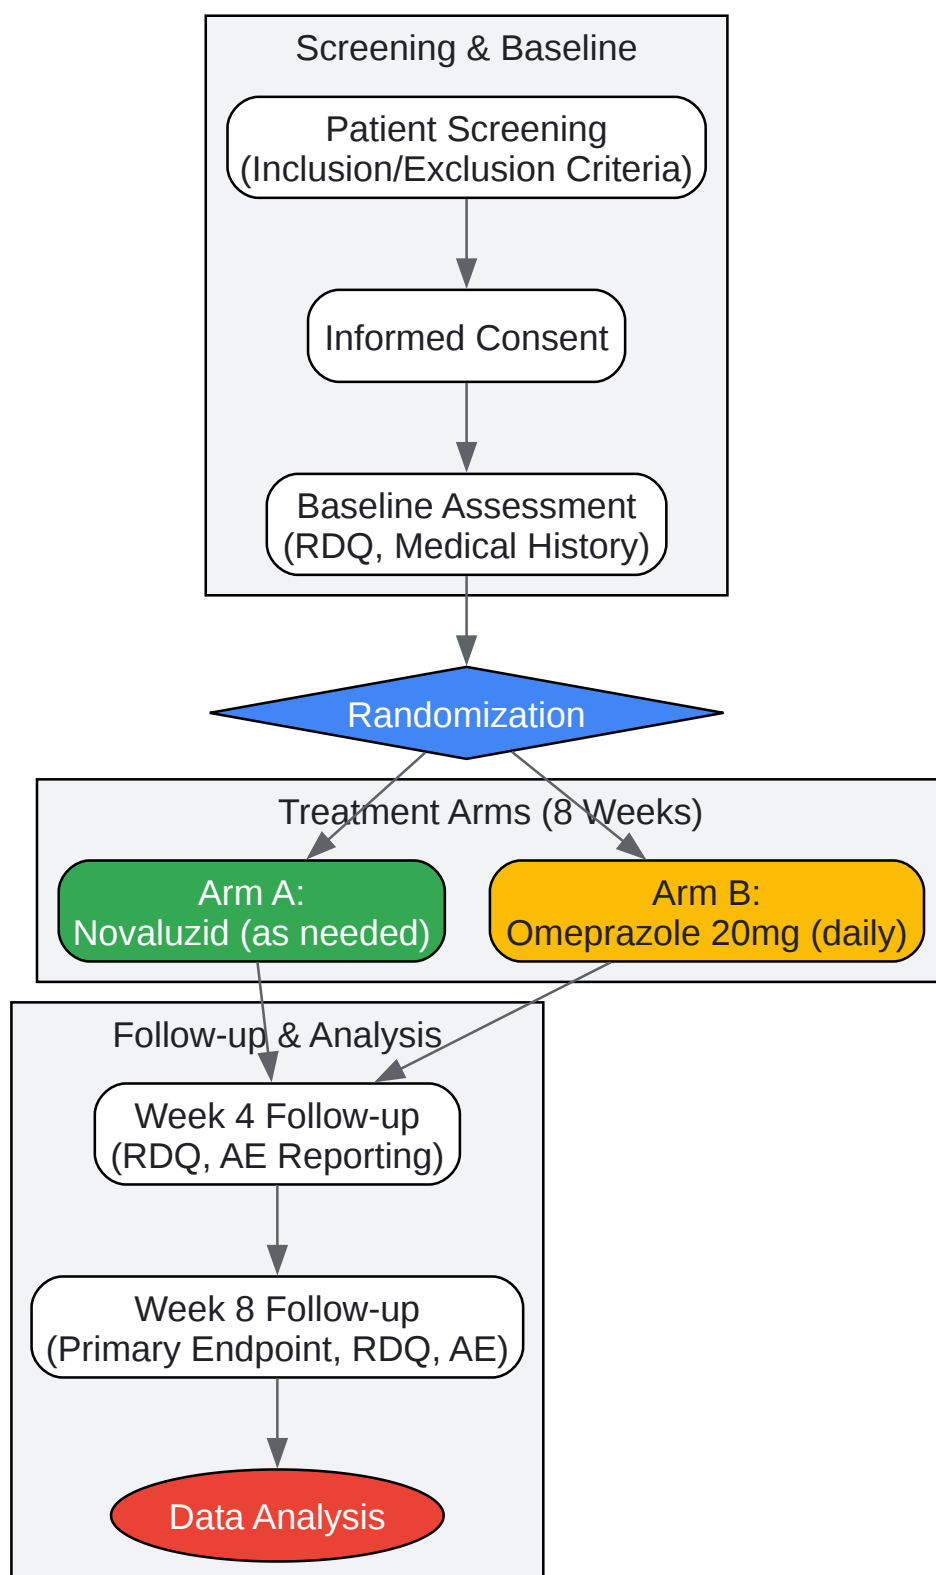 Screening & Baseline
Patient Screening
(Inclusion/Exclusion Criteria)
Informed Consent
Baseline Assessment
(RDQ, Medical History)
Randomization
Treatment Arms (8 Weeks)
Arm A:
Novaluzid (as needed)
Arm B:
Omeprazole 20mg (daily)
Follow-up & Analysis
Week 4 Follow-up
(RDQ, AE Reporting)
Week 8 Follow-up
(Primary Endpoint, RDQ, AE)
Data Analysis